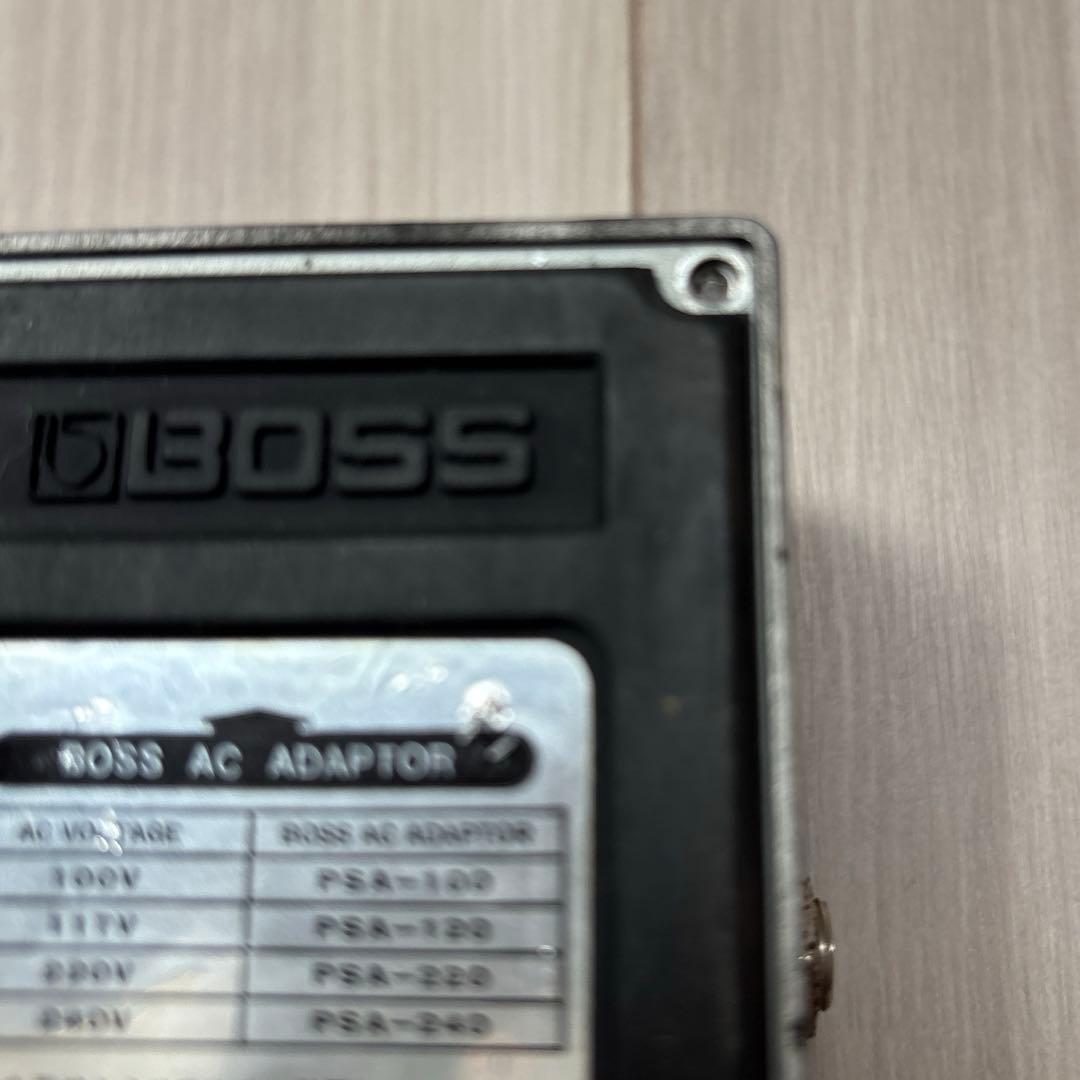 BOSS
BOSS AC ADAPTOR
AC VOLTAGE BOSS AC ADAPTOR
100V PSA-100
117V PSA-120
220V PSA-220
240V PSA-240